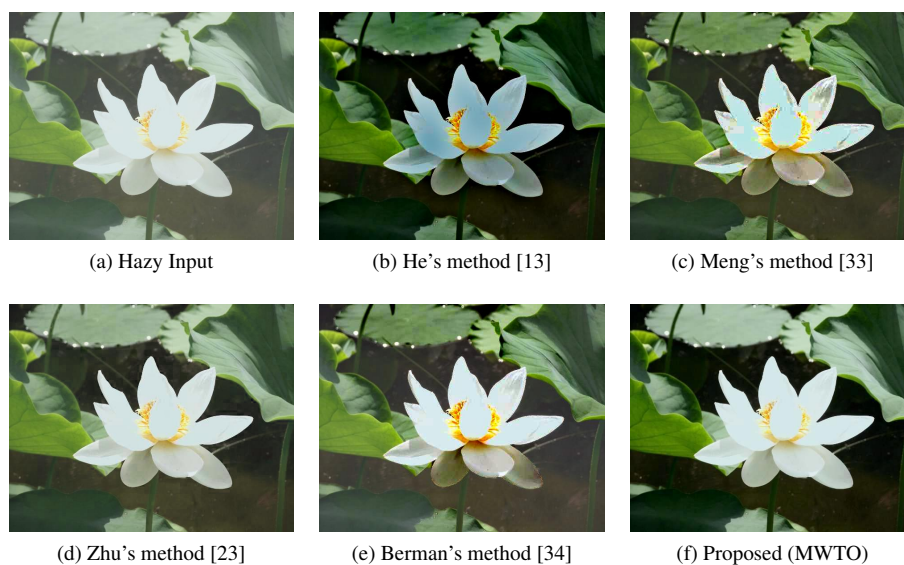 (a) Hazy Input
(b) He's method [13]
(c) Meng's method [33]
(d) Zhu's method [23]
(e) Berman's method [34]
(f) Proposed (MWTO)